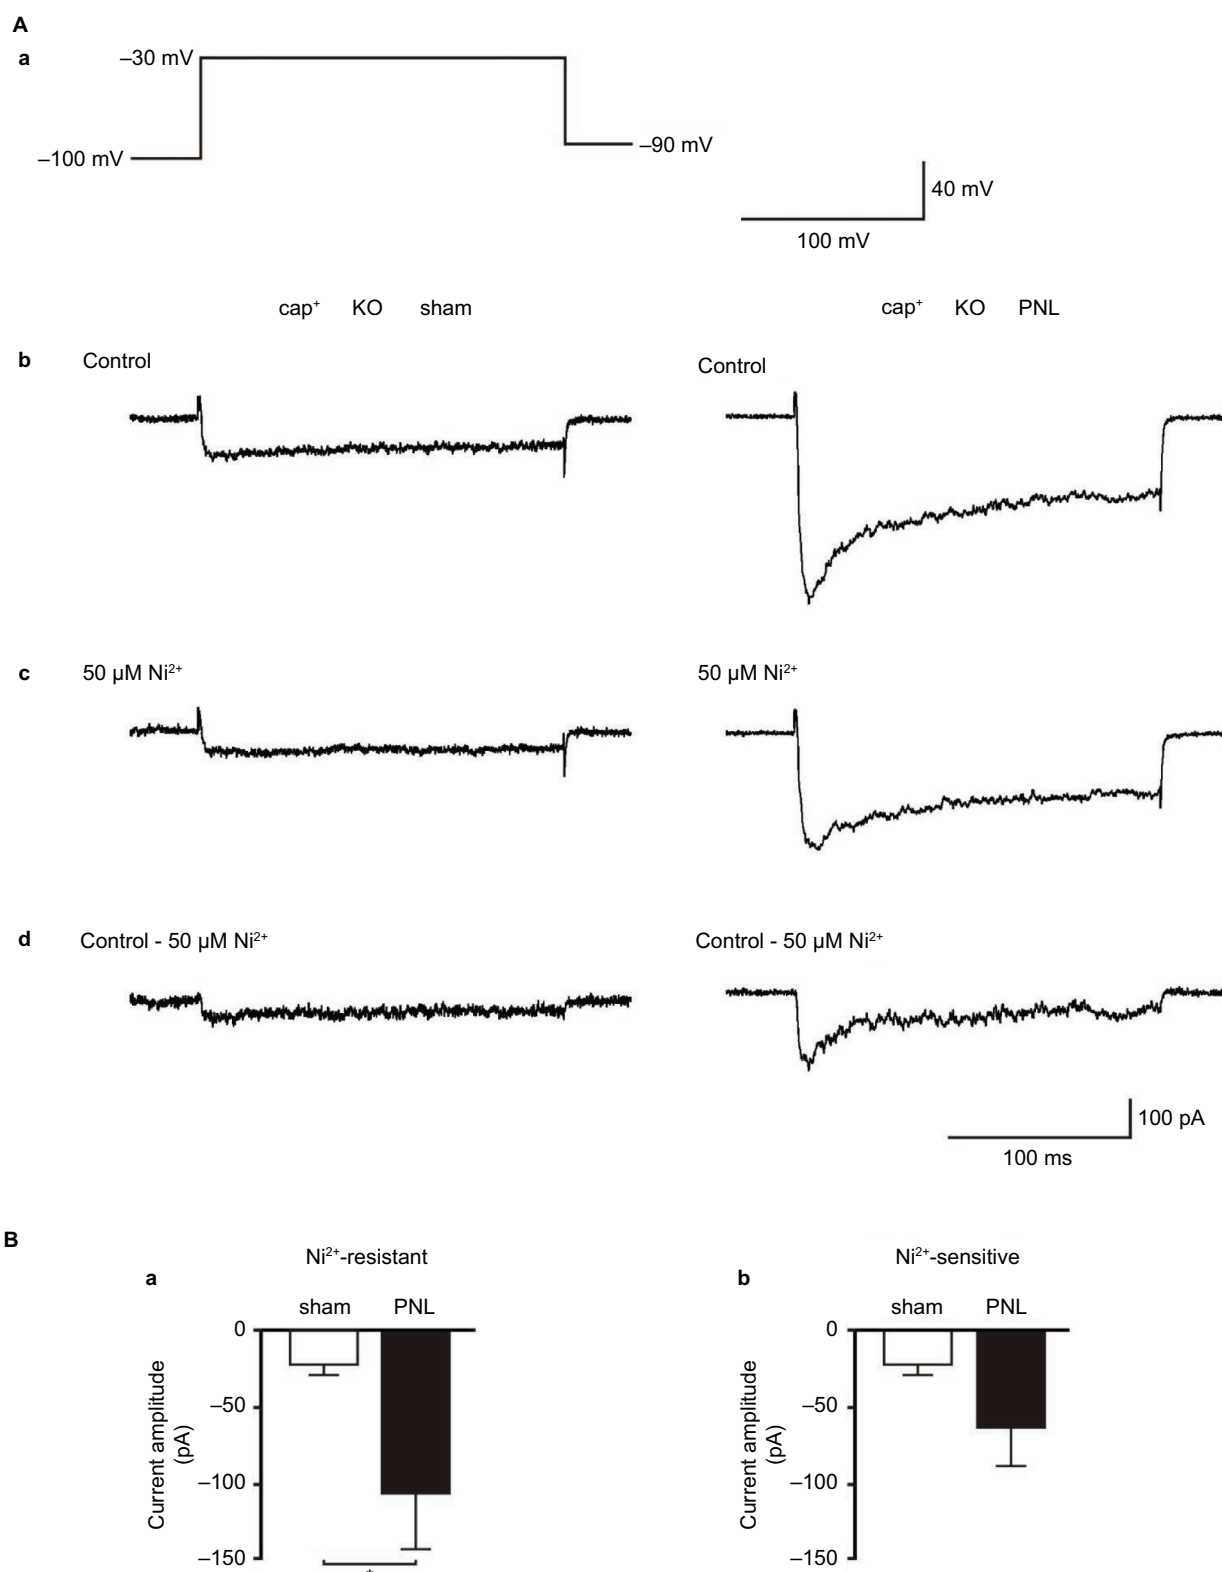 A
a
–30 mV
–100 mV
–90 mV
40 mV
100 mV
cap⁺ KO sham
cap⁺ KO PNL
b Control
Control
c 50 µM Ni²⁺
50 µM Ni²⁺
d Control - 50 µM Ni²⁺
Control - 50 µM Ni²⁺
100 pA
100 ms
B
Ni²⁺-resistant
a
sham PNL
0
–50
–100
–150
Current amplitude
(pA)
*
Ni²⁺-sensitive
b
sham PNL
0
–50
–100
–150
Current amplitude
(pA)